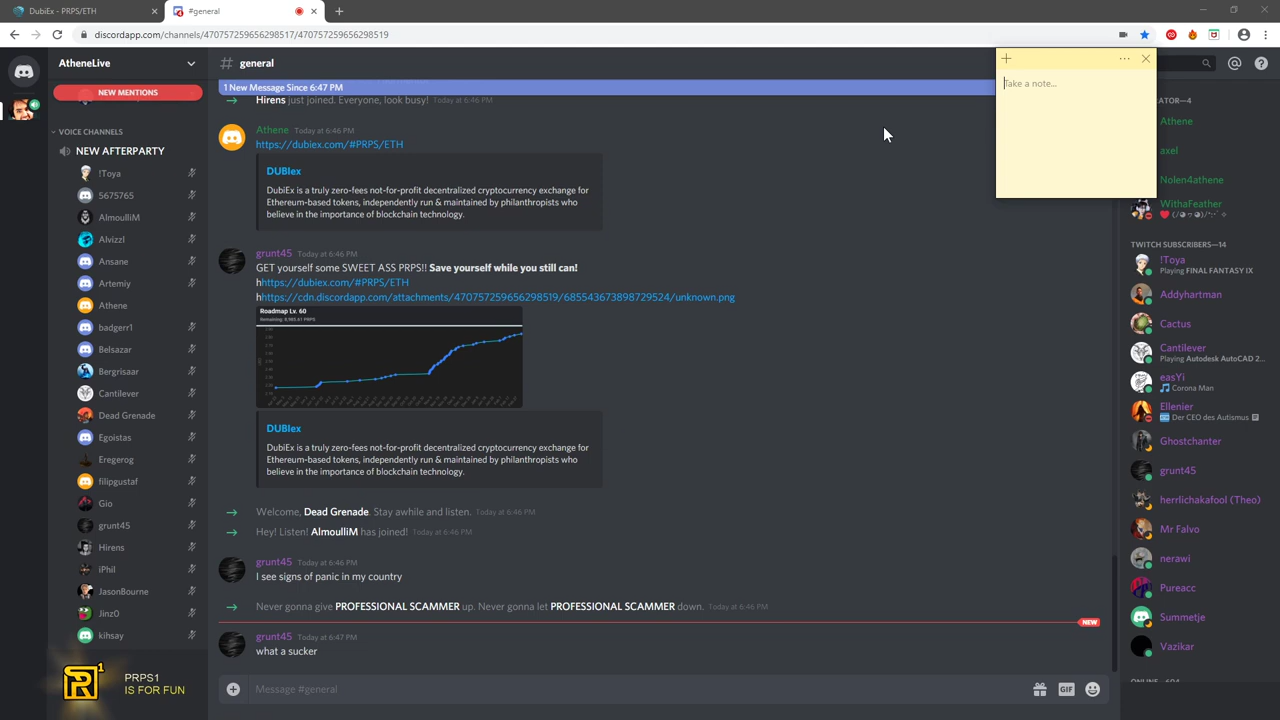 DubiEx - PRPS/ETH
#general
discordapp.com/channels/470757259656298517/470757259656298519
AtheneLive
general
NEW MENTIONS
VOICE CHANNELS
NEW AFTERPARTY
!Toya
5675765
AlmoulliM
Alvizzl
Ansane
Artemiy
Athene
badgerr1
Belsazar
Bergrisaar
Cantilever
Dead Grenade
Egoistas
Eregerog
filipgustaf
Gio
grunt45
Hirens
iPhil
JasonBourne
Jinz0
kihsay
PRPS1
IS FOR FUN
1 New Message Since 6:47 PM
Hirens just joined. Everyone, look busy! Today at 6:46 PM
Athene Today at 6:46 PM
https://dubiex.com/#PRPS/ETH
DUBIex
DubiEx is a truly zero-fees not-for-profit decentralized cryptocurrency exchange for
Ethereum-based tokens, independently run & maintained by philanthropists who
believe in the importance of blockchain technology.
grunt45 Today at 6:46 PM
GET yourself some SWEET ASS PRPS!! Save yourself while you still can!
hhttps://dubiex.com/#PRPS/ETH
hhttps://cdn.discordapp.com/attachments/470757259656298519/685543673898729524/unknown.png
Roadmap Lv. 60
DUBIex
DubiEx is a truly zero-fees not-for-profit decentralized cryptocurrency exchange for
Ethereum-based tokens, independently run & maintained by philanthropists who
believe in the importance of blockchain technology.
Welcome, Dead Grenade. Stay awhile and listen. Today at 6:46 PM
Hey! Listen! AlmoulliM has joined! Today at 6:46 PM
grunt45 Today at 6:46 PM
I see signs of panic in my country
Never gonna give PROFESSIONAL SCAMMER up. Never gonna let PROFESSIONAL SCAMMER down. Today at 6:46 PM
NEW
grunt45 Today at 6:47 PM
what a sucker
Message #general
GIF
Take a note...
ATOR—4
Athene
axel
Nolen4athene
WithaFeather
TWITCH SUBSCRIBERS—14
!Toya
Playing FINAL FANTASY IX
Addyhartman
Cactus
Cantilever
Playing Autodesk AutoCAD 2...
easYi
Corona Man
Ellenier
Der CEO des Autismus
Ghostchanter
grunt45
herrlichakafool (Theo)
Mr Falvo
nerawi
Pureacc
Summetje
Vazikar